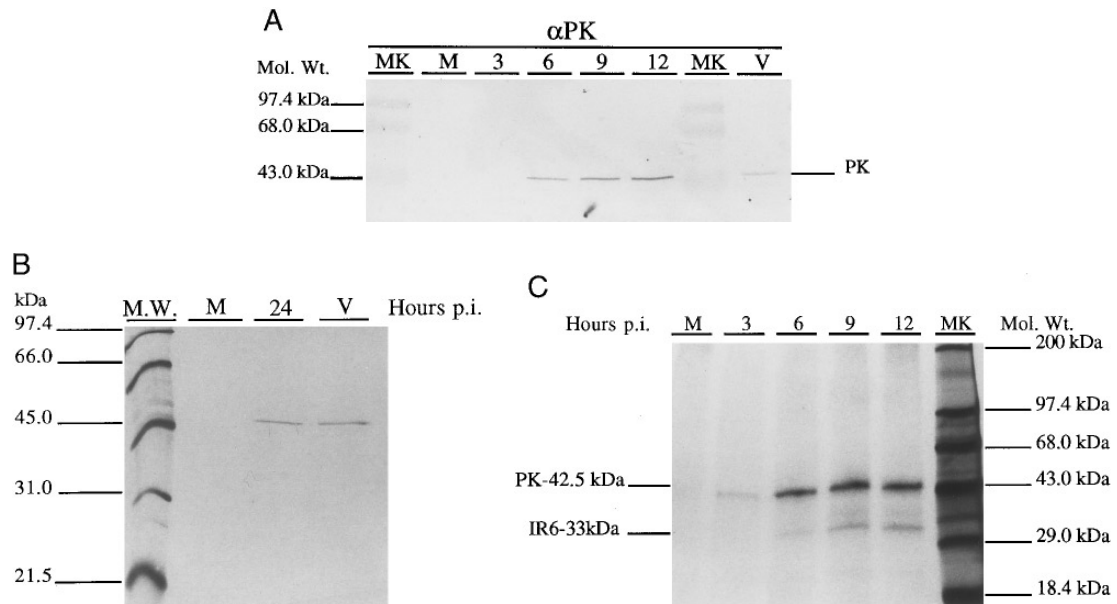 A
αPK
Mol. Wt. MK M 3 6 9 12 MK V
97.4 kDa
68.0 kDa
43.0 kDa
PK
B
kDa M.W. M 24 V Hours p.i.
97.4
66.0
45.0
31.0
21.5
C
Hours p.i. M 3 6 9 12 MK Mol. Wt.
200 kDa
97.4 kDa
68.0 kDa
PK-42.5 kDa 43.0 kDa
IR6-33kDa 29.0 kDa
18.4 kDa